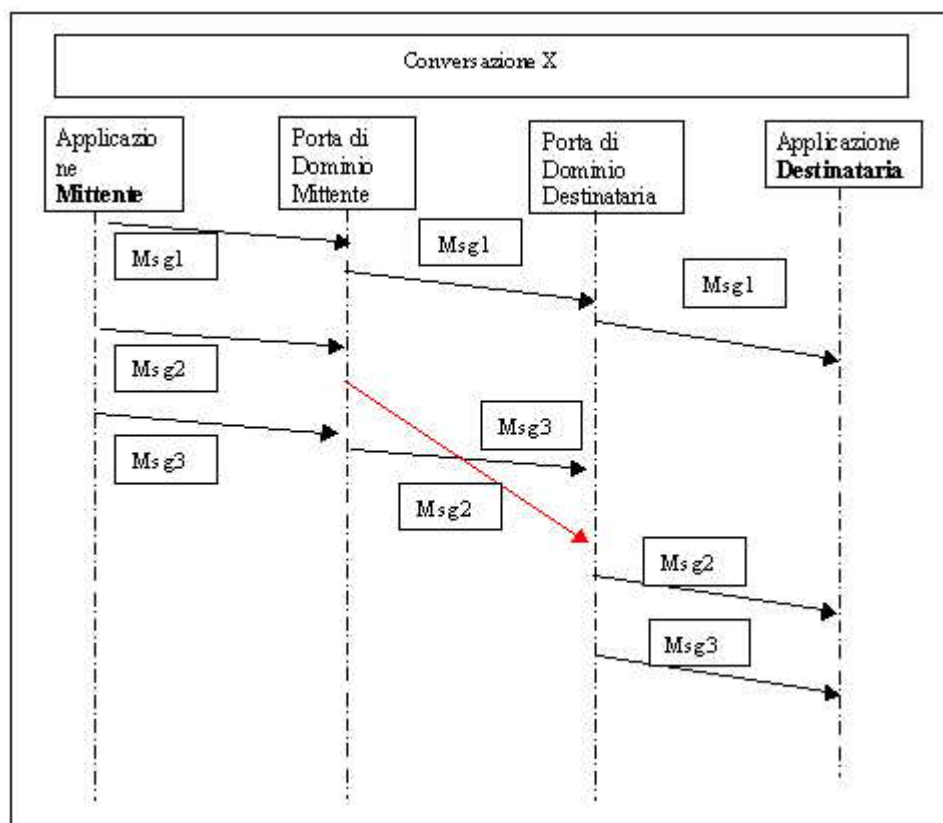 Conversazione X
Applicazio
ne
Mittente
Porta di
Dominio
Mittente
Porta di
Dominio
Destinataria
Applicazione
Destinataria
Msg1
Msg1
Msg1
Msg2
Msg3
Msg3
Msg2
Msg2
Msg3